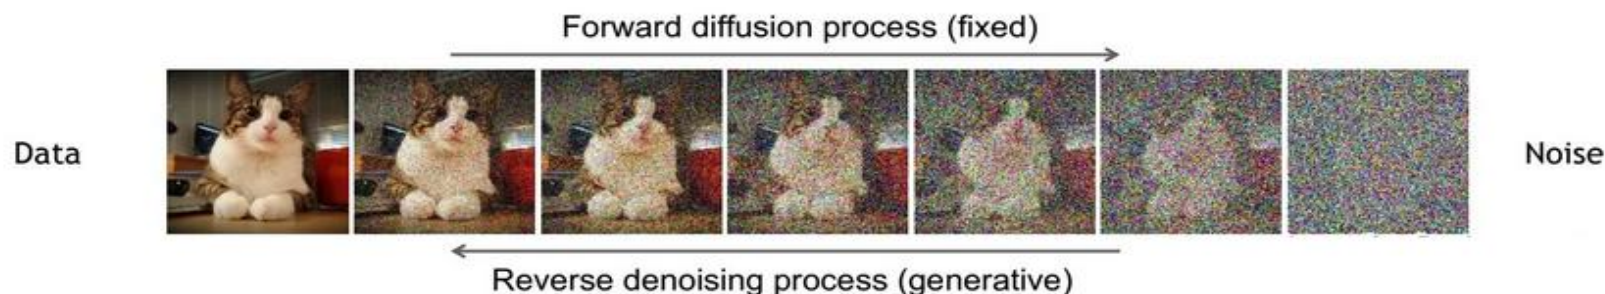 Forward diffusion process (fixed)
Data
Noise
Reverse denoising process (generative)